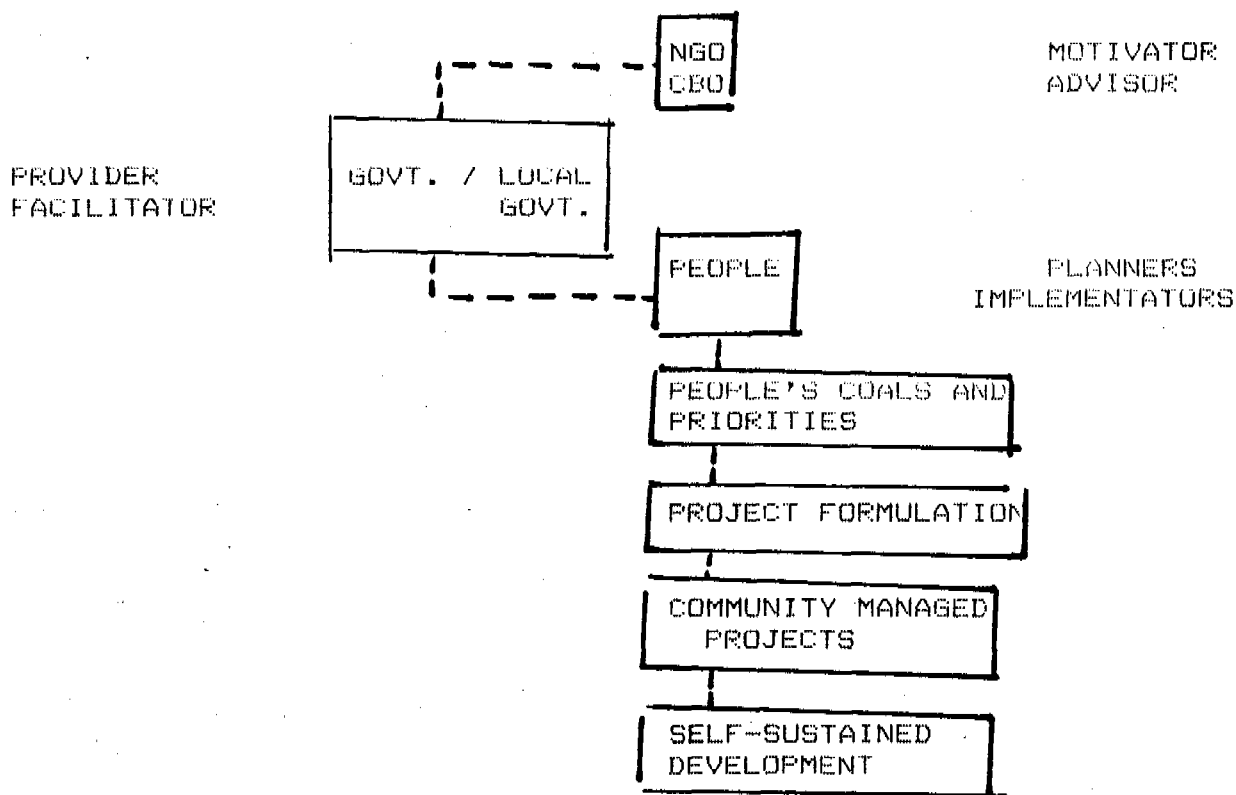 NGO
CBO
MOTIVATOR
ADVISOR
PROVIDER
FACILITATOR
GOVT. / LOCAL
GOVT.
PEOPLE
PLANNERS
IMPLEMENTATORS
PEOPLE'S COALS AND
PRIORITIES
PROJECT FORMULATION
COMMUNITY MANAGED
PROJECTS
SELF-SUSTAINED
DEVELOPMENT